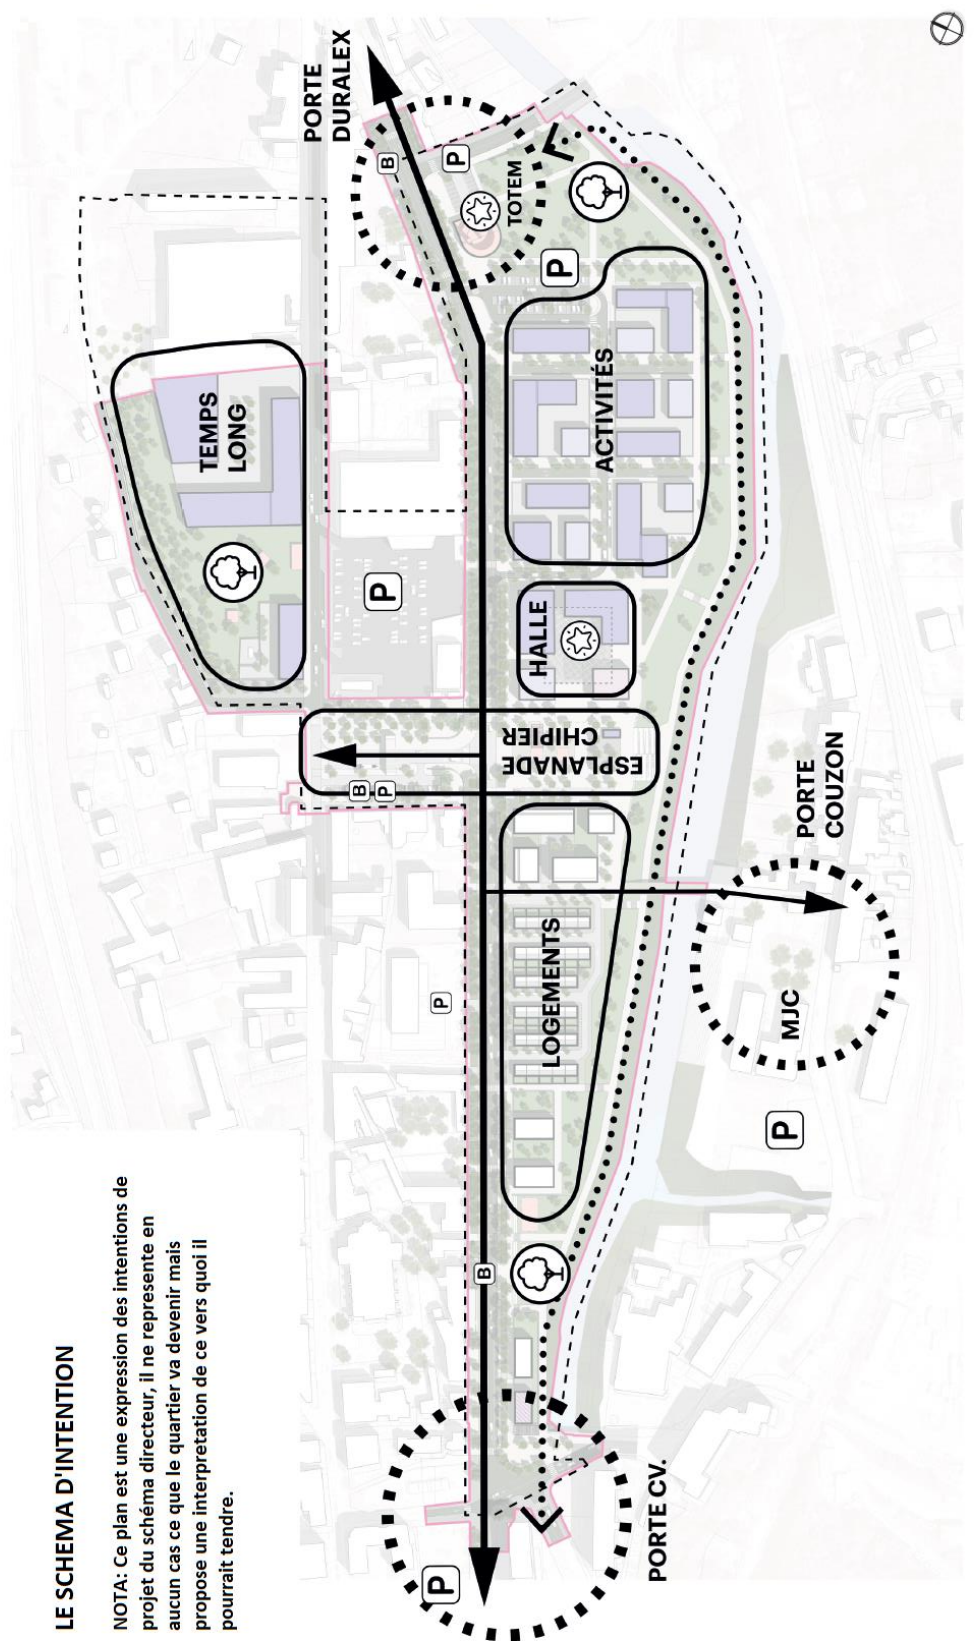 LE SCHEMA D'INTENTION
NOTA: Ce plan est une expression des intentions de
projet du schéma directeur, il ne represente en
aucun cas ce que le quartier va devenir mais
propose une interpretation de ce vers quoi il
pourrait tendre.
P
PORTE CV.
B
P
LOGEMENTS
P
MJC
PORTE
COUZON
B
P
ESPLANADE
CHIPIER
HALLE
P
TEMPS
LONG
ACTIVITÉS
P
TOTEM
P
B
PORTE
DURALEX